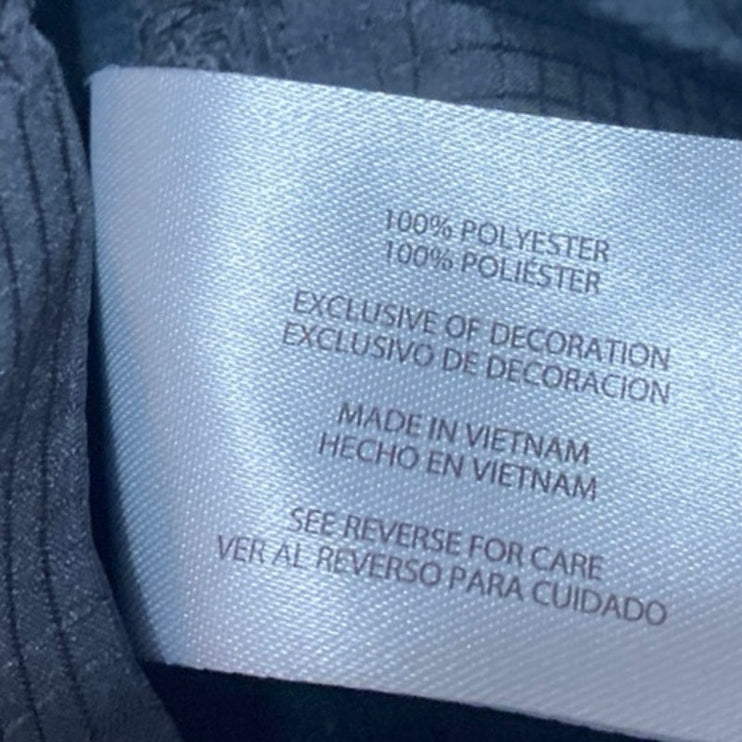 100% POLYESTER
100% POLIÉSTER
EXCLUSIVE OF DECORATION
EXCLUSIVO DE DECORACIÓN
MADE IN VIETNAM
HECHO EN VIETNAM
SEE REVERSE FOR CARE
VER AL REVERSO PARA CUIDADO